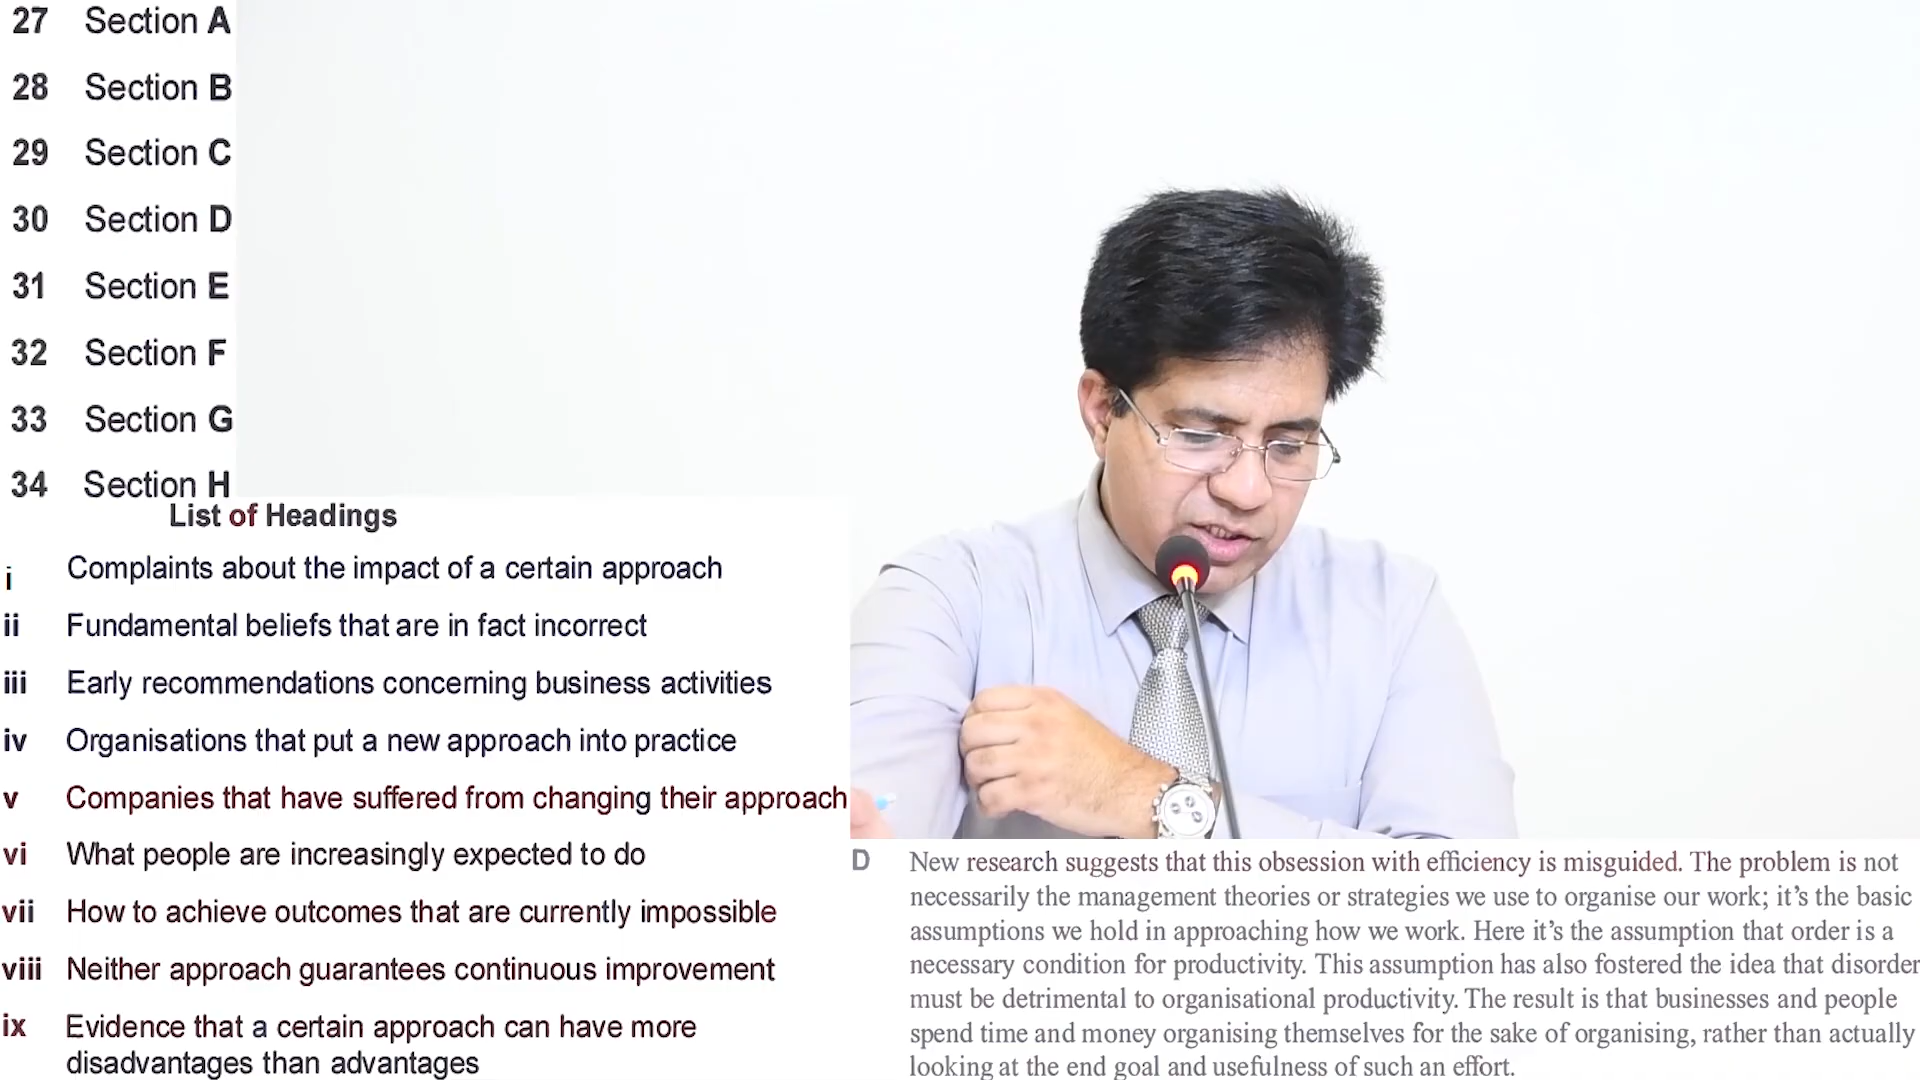 27 Section A
28 Section B
29 Section C
30 Section D
31 Section E
32 Section F
33 Section G
34 Section H
List of Headings
i Complaints about the impact of a certain approach
ii Fundamental beliefs that are in fact incorrect
iii Early recommendations concerning business activities
iv Organisations that put a new approach into practice
v Companies that have suffered from changing their approach
vi What people are increasingly expected to do
vii How to achieve outcomes that are currently impossible
viii Neither approach guarantees continuous improvement
ix Evidence that a certain approach can have more
disadvantages than advantages
D New research suggests that this obsession with efficiency is misguided. The problem is not
necessarily the management theories or strategies we use to organise our work; it’s the basic
assumptions we hold in approaching how we work. Here it’s the assumption that order is a
necessary condition for productivity. This assumption has also fostered the idea that disorder
must be detrimental to organisational productivity. The result is that businesses and people
spend time and money organising themselves for the sake of organising, rather than actually
looking at the end goal and usefulness of such an effort.